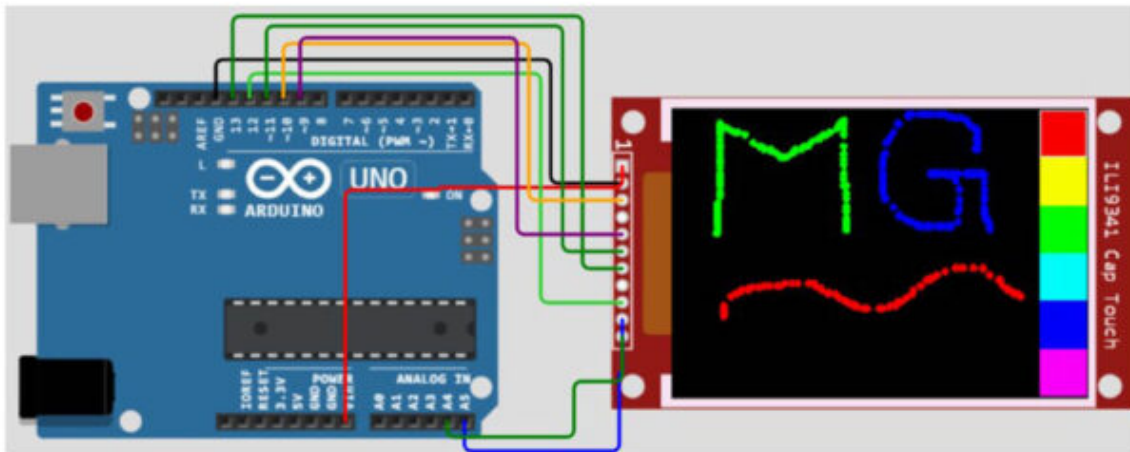 AREF
GND
13
12
~11
~10
~9
8
7
~6
~5
4
~3
2
TX→1
RX←0
DIGITAL (PWM ~)
L
TX
RX
UNO
ON
ARDUINO
1
MG
ILI9341 Cap Touch
POWER
ANALOG IN
IOREF
RESET
3.3V
5V
GND
GND
A0
A1
A2
A3
A4
A5